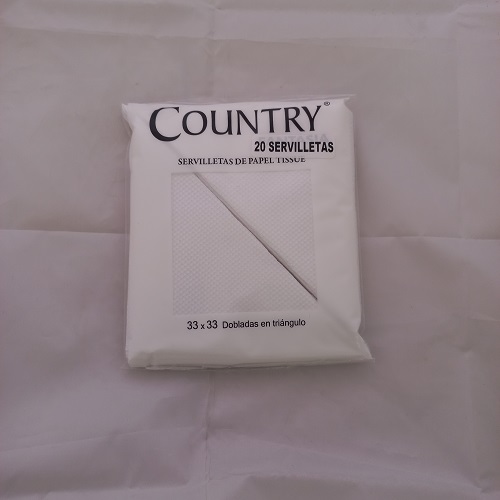 COUNTRY®
20 SERVILLETAS
SERVILLETAS DE PAPEL TISSUE
33 x 33 Dobladas en triángulo